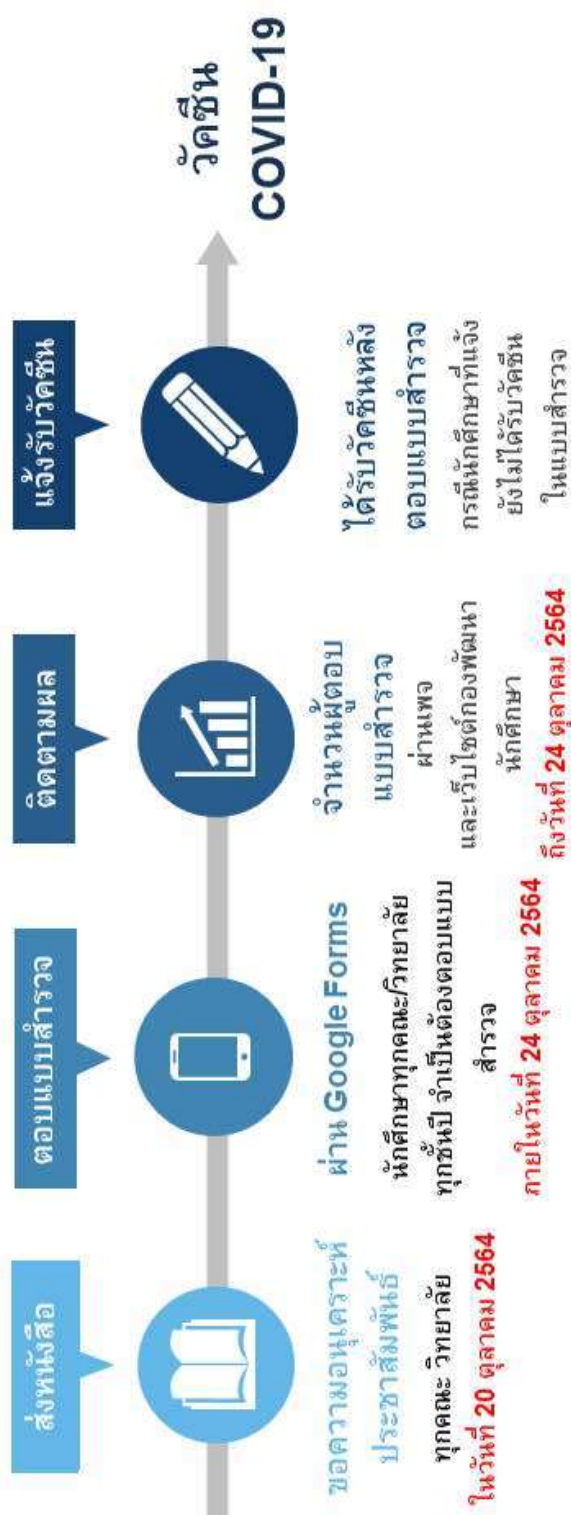 ส่งหนังสือ
ขอความอนุเคราะห์
ประชาสัมพันธ์
ทุกคณะ วิทยาลัย
ในวันที่ 20 ตุลาคม 2564
ตอบแบบสำรวจ
ผ่าน Google Forms
นักศึกษาทุกคณะ/วิทยาลัย
ทุกชั้นปี จำเป็นต้องตอบแบบ
สำรวจ
ภายในวันที่ 24 ตุลาคม 2564
ติดตามผล
จำนวนผู้ตอบ
แบบสำรวจ
ผ่านเพจ
และเว็บไซต์กองพัฒนา
นักศึกษา
ถึงวันที่ 24 ตุลาคม 2564
แจ้งรับวัคซีน
ได้รับวัคซีนหลัง
ตอบแบบสำรวจ
กรณีนักศึกษาที่แจ้ง
ยังไม่ได้รับวัคซีน
ในแบบสำรวจ
วัคซีน
COVID-19